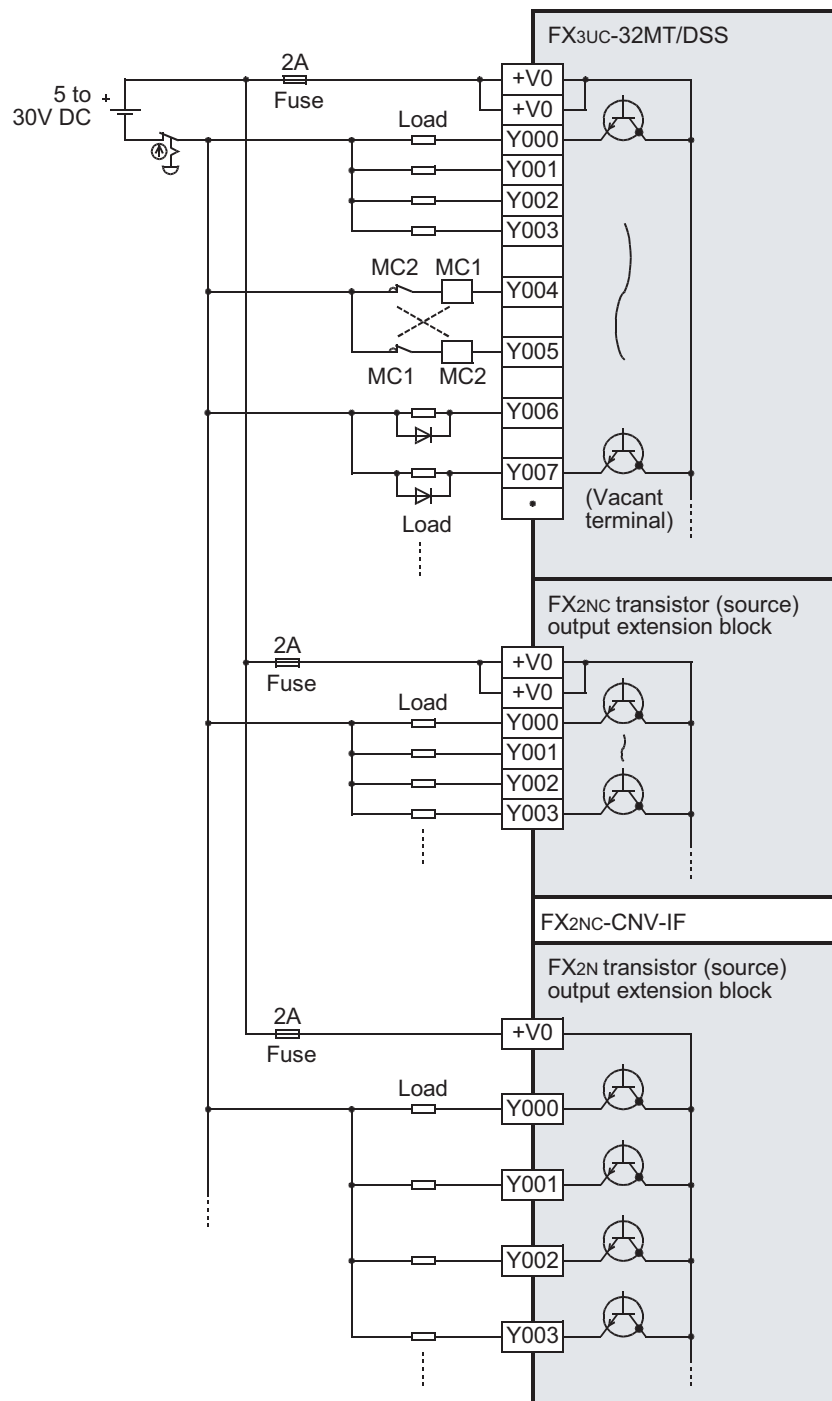 FX3UC-32MT/DSS
2A
Fuse
5 to
30V DC
+
+V0
+V0
Load
Y000
Y001
Y002
Y003
MC2 MC1
Y004
Y005
MC1 MC2
Y006
Y007
(Vacant
terminal)
•
Load
FX2NC transistor (source)
output extension block
2A
Fuse
+V0
+V0
Load
Y000
Y001
Y002
Y003
FX2NC-CNV-IF
FX2N transistor (source)
output extension block
2A
Fuse
+V0
Load
Y000
Y001
Y002
Y003